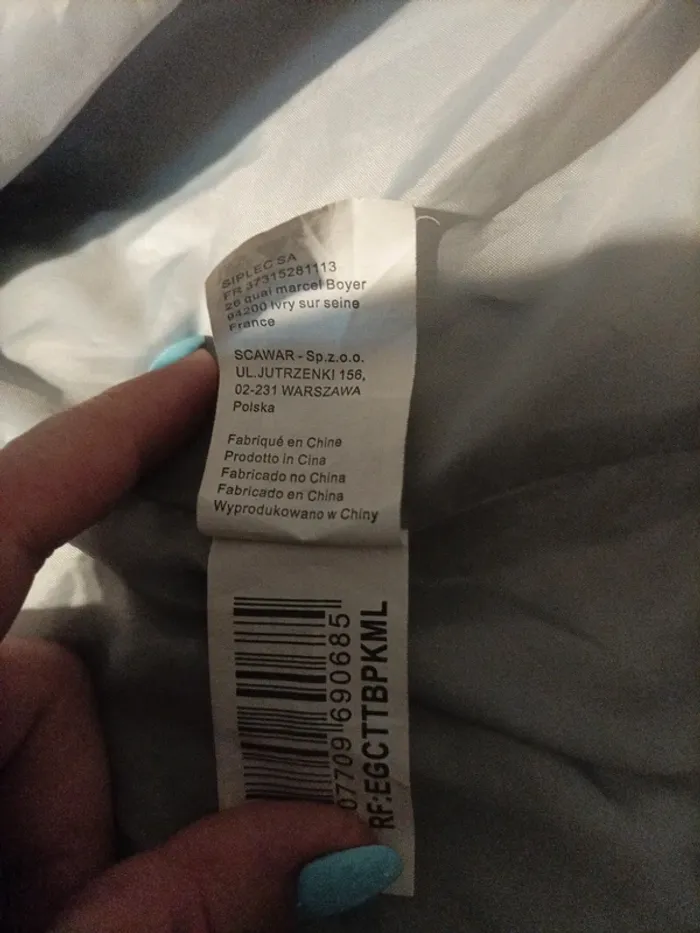 SIPLEC SA
FR 37315281113
26 quai marcel Boyer
94200 Ivry sur seine
France
SCAWAR - Sp.z.o.o.
UL.JUTRZENKI 156,
02-231 WARSZAWA
Polska
Fabriqué en Chine
Prodotto in Cina
Fabricado no China
Fabricado en China
Wyprodukowano w Chiny
07709 690685
RF:EGCTTBPKML